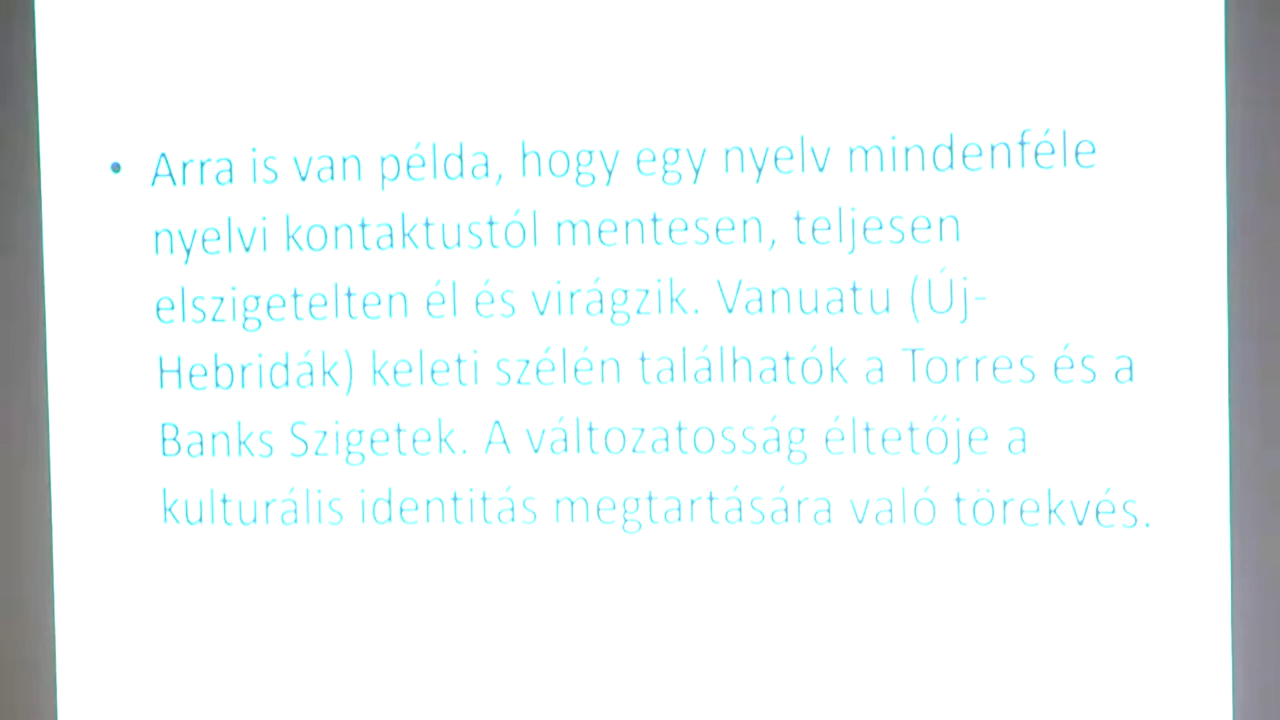 • Arra is van példa, hogy egy nyelv mindenféle
nyelvi kontaktustól mentesen, teljesen
elszigetelten él és virágzik. Vanuatu (Új-
Hebridák) keleti szélén találhatók a Torres és a
Banks Szigetek. A változatosság éltetője a
kulturális identitás megtartására való törekvés.